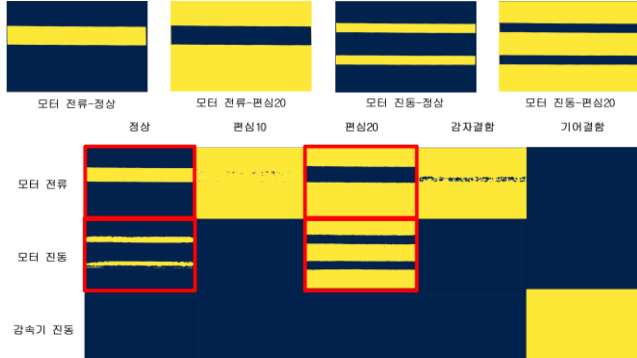 모터 전류-정상 모터 전류-편심20 모터 진동-정상 모터 진동-편심20
정상 편심10 편심20 감자결함 기어결함
모터 전류
모터 진동
감속기 진동